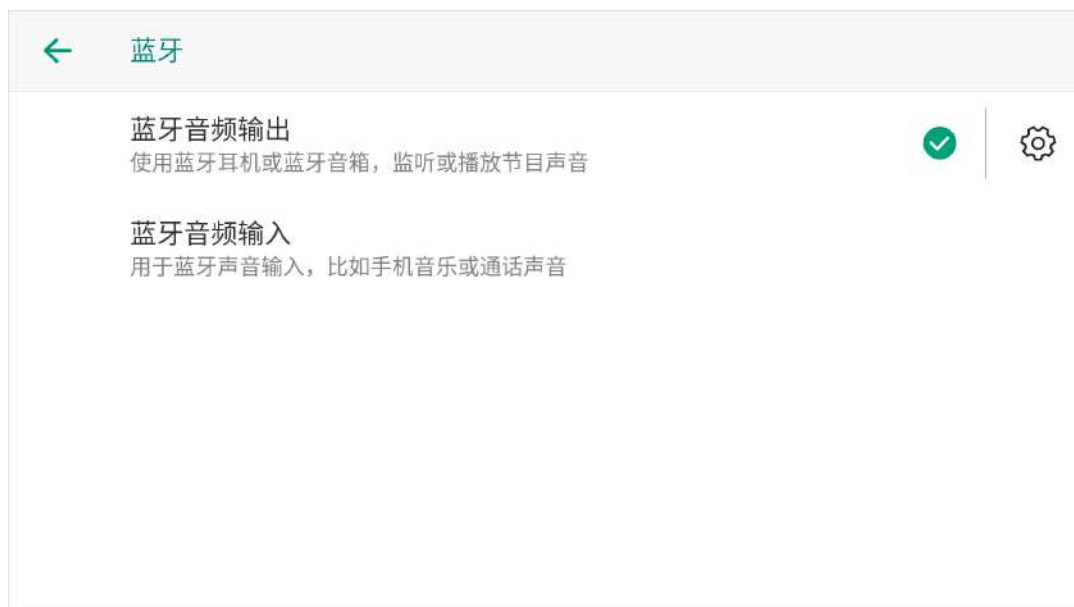 蓝牙
蓝牙音频输出
使用蓝牙耳机或蓝牙音箱，监听或播放节目声音
蓝牙音频输入
用于蓝牙声音输入，比如手机音乐或通话声音